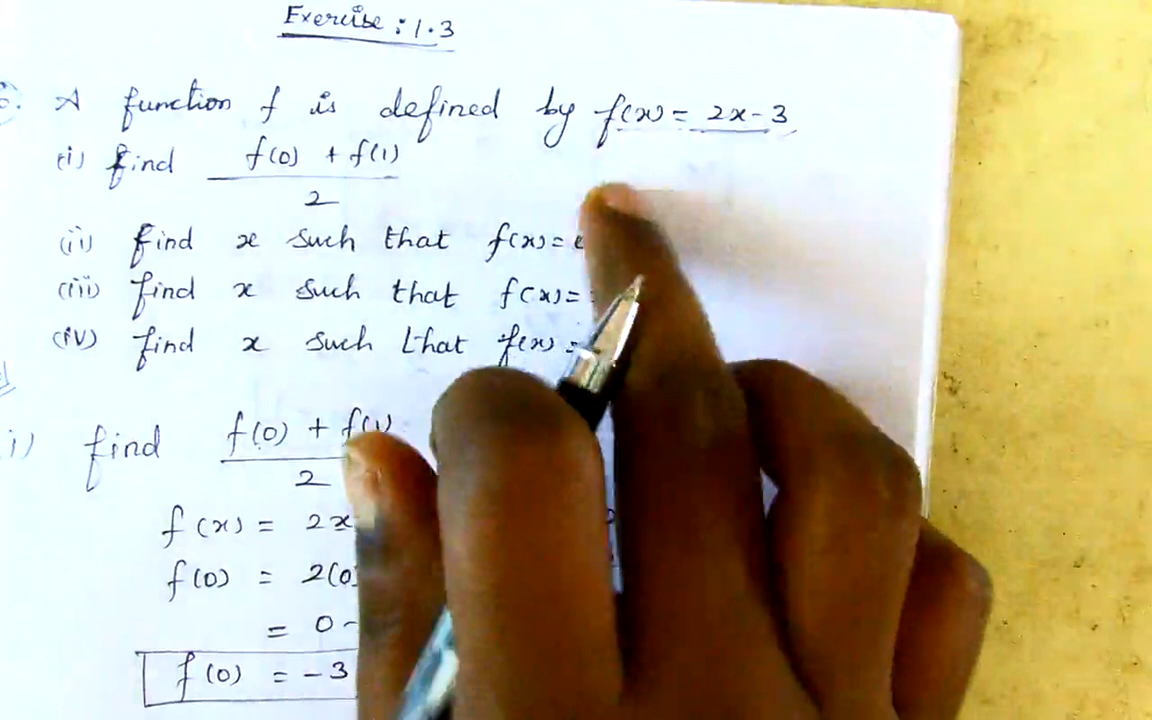 Exercise : 1.3
A function f is defined by f(x) = 2x - 3
(i) find f(0) + f(1)
2
(ii) find x such that f(x) =
(iii) find x such that f(x) =
(iv) find x such that f(x) =
i) find f(0) + f(1)
2
f(x) = 2x
f(0) = 2(0
= 0 -
f(0) = -3